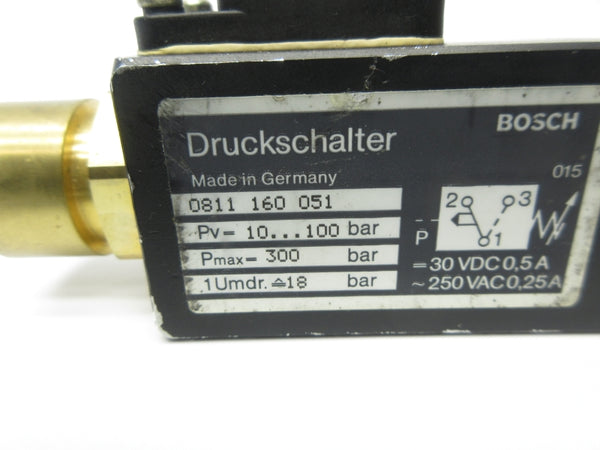 BOSCH
Druckschalter
015
Made in Germany
0811 160 051
Pv= 10...100 bar
Pmax= 300 bar
1Umdr.≙18 bar
2 3
1
P
=30 VDC 0,5 A
~250 VAC 0,25A